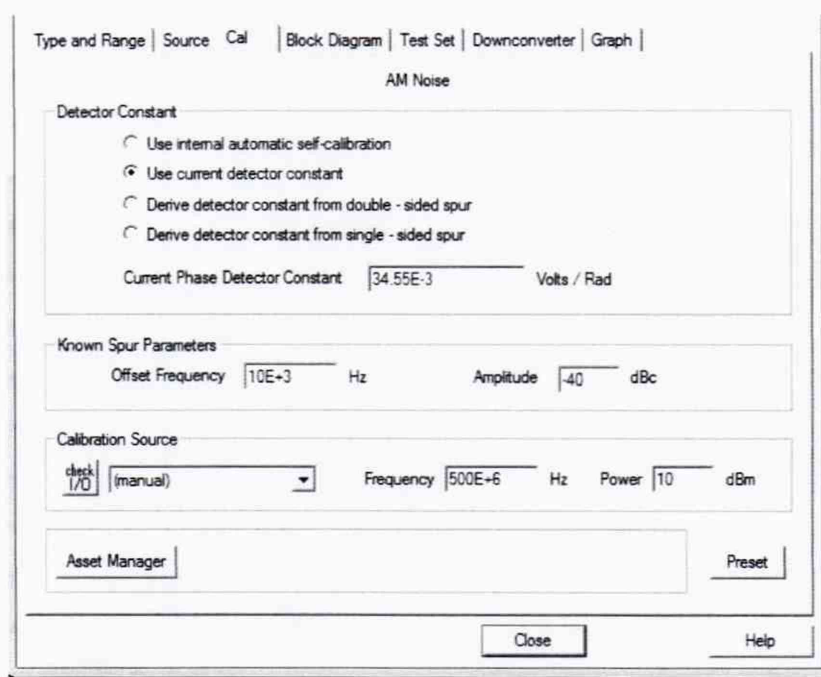 Type and Range | Source Cal | Block Diagram | Test Set | Downconverter | Graph |
AM Noise
Detector Constant
Use internal automatic self-calibration
Use current detector constant
Derive detector constant from double - sided spur
Derive detector constant from single - sided spur
Current Phase Detector Constant 34.55E-3 Volts / Rad
Known Spur Parameters
Offset Frequency 10E+3 Hz Amplitude -40 dBc
Calibration Source
check I/O (manual) Frequency 500E+6 Hz Power 10 dBm
Asset Manager Preset
Close Help